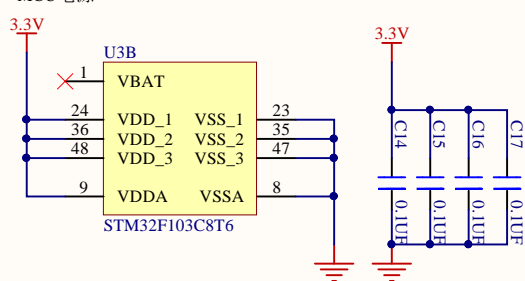 3.3V
U3B
1 VBAT
24 VDD_1 VSS_1 23
36 VDD_2 VSS_2 35
48 VDD_3 VSS_3 47
9 VDDA VSSA 8
STM32F103C8T6
3.3V
C14 C15 C16 C17
0.1UF 0.1UF 0.1UF 0.1UF